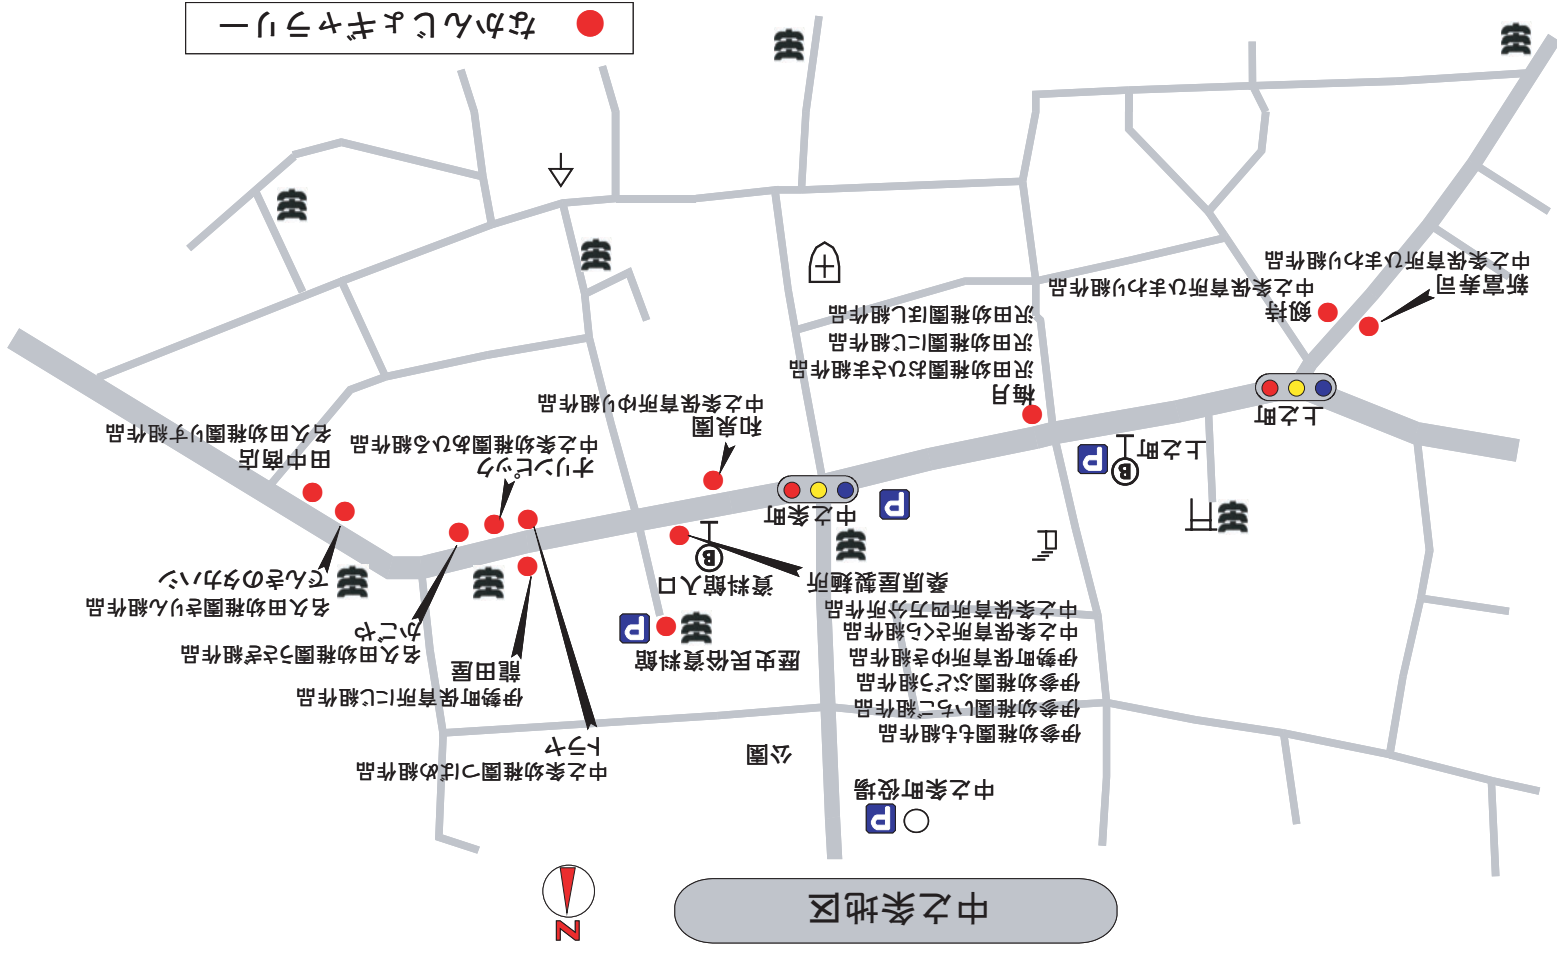 中之条地区
N
中之条町役場
P
公園
中之条幼稚園つばめ組作品
トラヤ
伊参幼稚園もも組作品
伊参幼稚園いちご組作品
伊参幼稚園ぶどう組作品
伊勢町保育所ゆき組作品
中之条保育所さくら組作品
中之条保育所四万分所作品
桑原屋製麺所
伊勢町保育所にじ組作品
龍田屋
歴史民俗資料館
P
名久田幼稚園うさぎ組作品
かごや
名久田幼稚園きりん組作品
でんきのタカハシ
資料館入口
B
中之条町
P
上之町
B
P
上之町
田中商店
名久田幼稚園りす組作品
オリンピック
中之条幼稚園あひる組作品
和泉園
中之条保育所ゆり組作品
梅月
沢田幼稚園おひさま組作品
沢田幼稚園にじ組作品
沢田幼稚園ほし組作品
剱持
中之条保育所ひまわり組作品
新富寿司
中之条保育所ひまわり組作品
なかんじょギャラリー